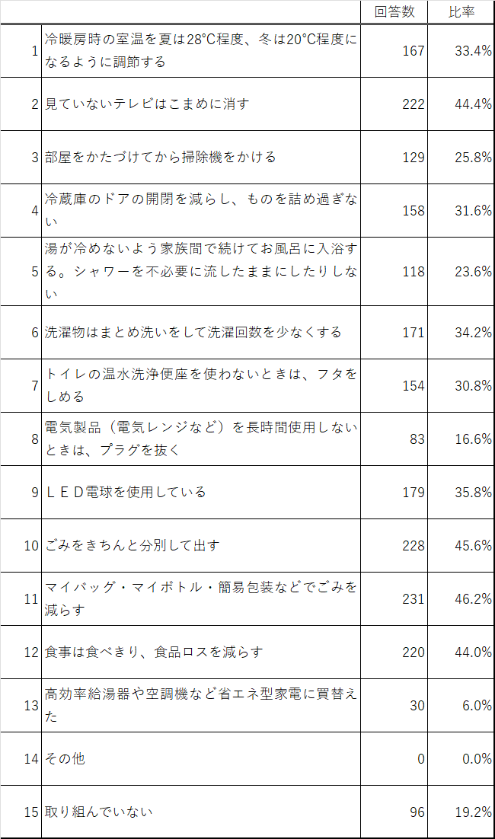 回答数 比率
1 冷暖房時の室温を夏は28℃程度、冬は20℃程度に
なるように調節する 167 33.4%
2 見ていないテレビはこまめに消す 222 44.4%
3 部屋をかたづけてから掃除機をかける 129 25.8%
4 冷蔵庫のドアの開閉を減らし、ものを詰め過ぎな
い 158 31.6%
5 湯が冷めないよう家族間で続けてお風呂に入浴す
る。シャワーを不必要に流したままにしたりしな
い 118 23.6%
6 洗濯物はまとめ洗いをして洗濯回数を少なくする 171 34.2%
7 トイレの温水洗浄便座を使わないときは、フタを
しめる 154 30.8%
8 電気製品（電気レンジなど）を長時間使用しない
ときは、プラグを抜く 83 16.6%
9 ＬＥＤ電球を使用している 179 35.8%
10 ごみをきちんと分別して出す 228 45.6%
11 マイバッグ・マイボトル・簡易包装などでごみを
減らす 231 46.2%
12 食事は食べきり、食品ロスを減らす 220 44.0%
13 高効率給湯器や空調機など省エネ型家電に買替え
た 30 6.0%
14 その他 0 0.0%
15 取り組んでいない 96 19.2%